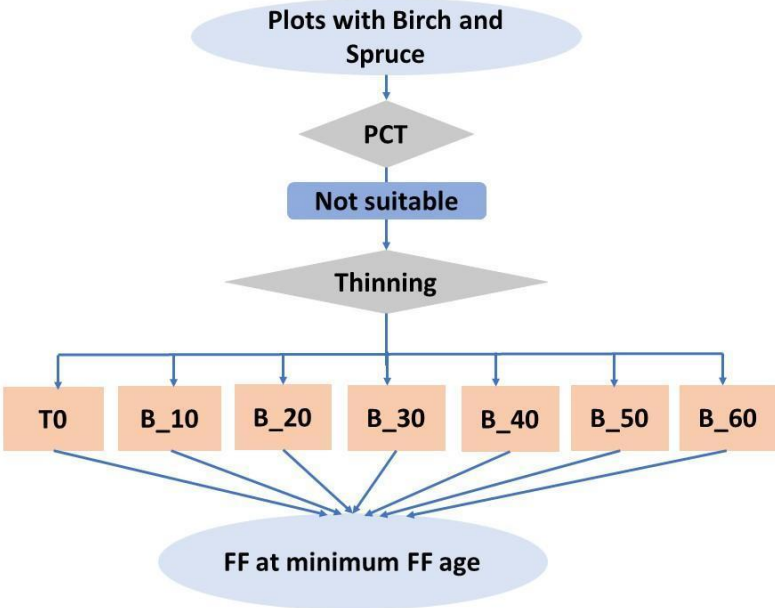 Plots with Birch and
Spruce
PCT
Not suitable
Thinning
T0
B_10
B_20
B_30
B_40
B_50
B_60
FF at minimum FF age